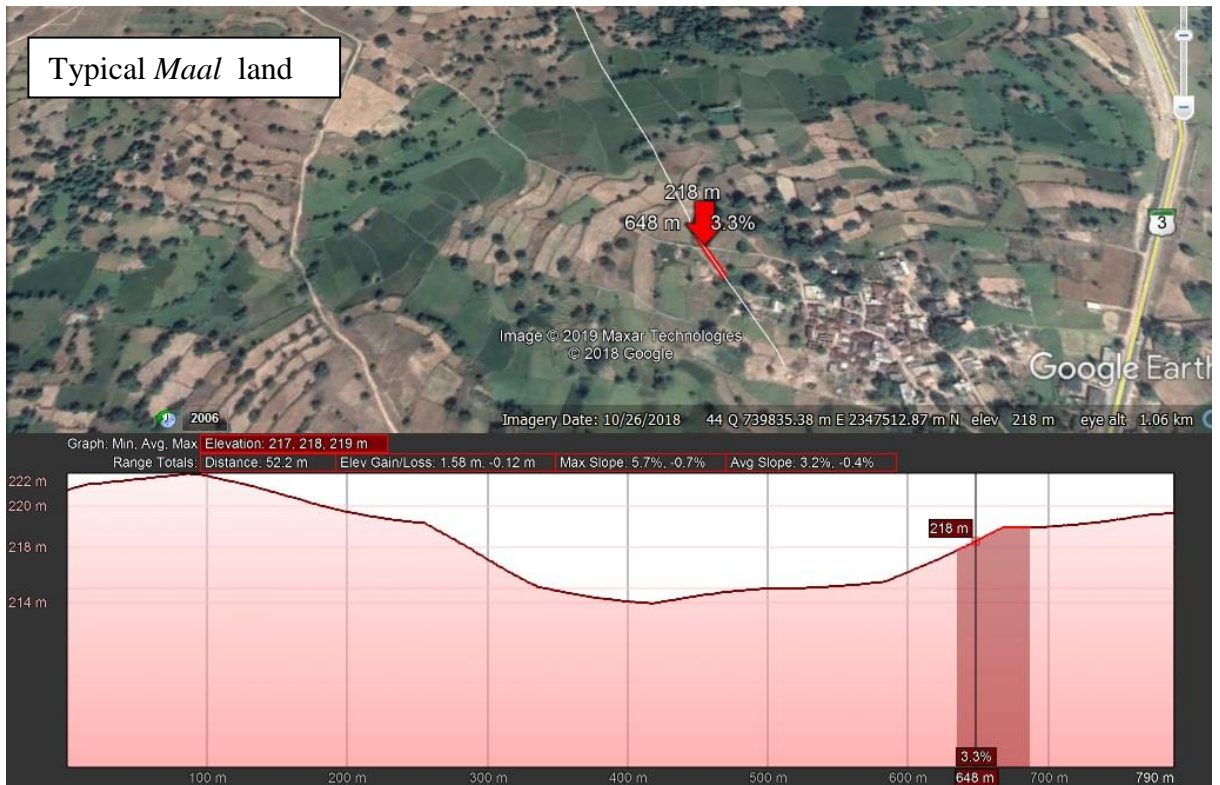 Typical Maal land
218 m
648 m 3.3%
3
Image © 2019 Maxar Technologies
© 2018 Google
Google Earth
2006
Imagery Date: 10/26/2018 44 Q 739835.38 m E 2347512.87 m N elev 218 m eye alt 1.06 km
Graph: Min, Avg, Max Elevation: 217, 218, 219 m
Range Totals: Distance: 52.2 m Elev Gain/Loss: 1.58 m, -0.12 m Max Slope: 5.7%, -0.7% Avg Slope: 3.2%, -0.4%
222 m
220 m
218 m
218 m
214 m
3.3%
100 m 200 m 300 m 400 m 500 m 600 m 648 m 700 m 790 m